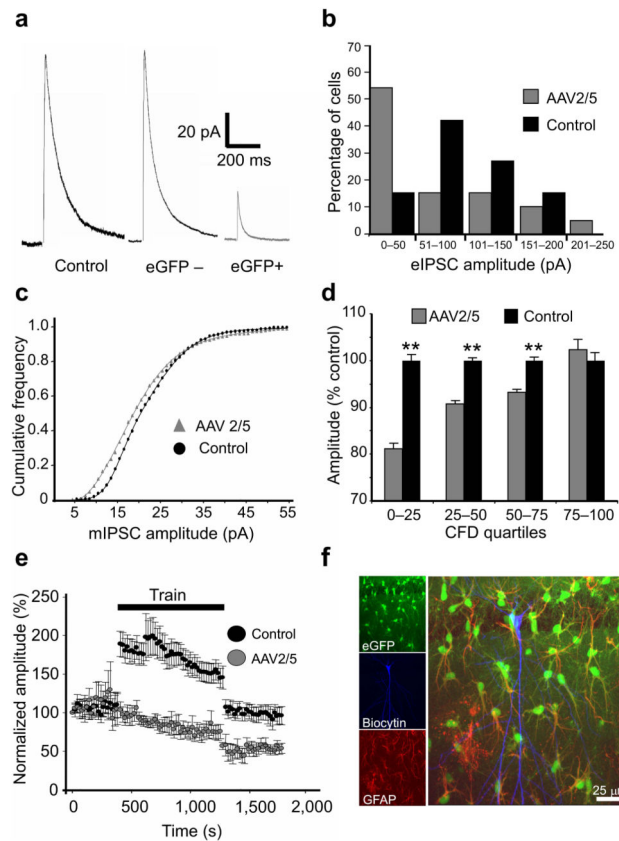 a
20 pA
200 ms
Control
eGFP –
eGFP+
b
Percentage of cells
70
60
50
40
30
20
10
0
AAV2/5
Control
0–50
51–100
101–150
151–200
201–250
eIPSC amplitude (pA)
c
Cumulative frequency
1.0
0.8
0.6
0.4
0.2
0
AAV 2/5
Control
5
15
25
35
45
55
mIPSC amplitude (pA)
d
AAV2/5
Control
Amplitude (% control)
110
100
90
80
70
**
**
**
0–25
25–50
50–75
75–100
CFD quartiles
e
Train
Normalized amplitude (%)
250
200
150
100
50
0
Control
AAV2/5
0
500
1,000
1,500
2,000
Time (s)
f
eGFP
Biocytin
GFAP
25 μ